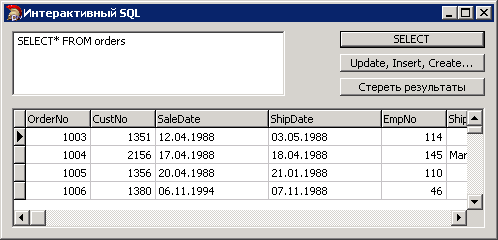 Интерактивный SQL
SELECT* FROM orders
SELECT
Update, Insert, Create...
Стереть результаты
OrderNo CustNo SaleDate ShipDate EmpNo Ship
1003 1351 12.04.1988 03.05.1988 114
1004 2156 17.04.1988 18.04.1988 145 Mar
1005 1356 20.04.1988 21.01.1988 110
1006 1380 06.11.1994 07.11.1988 46